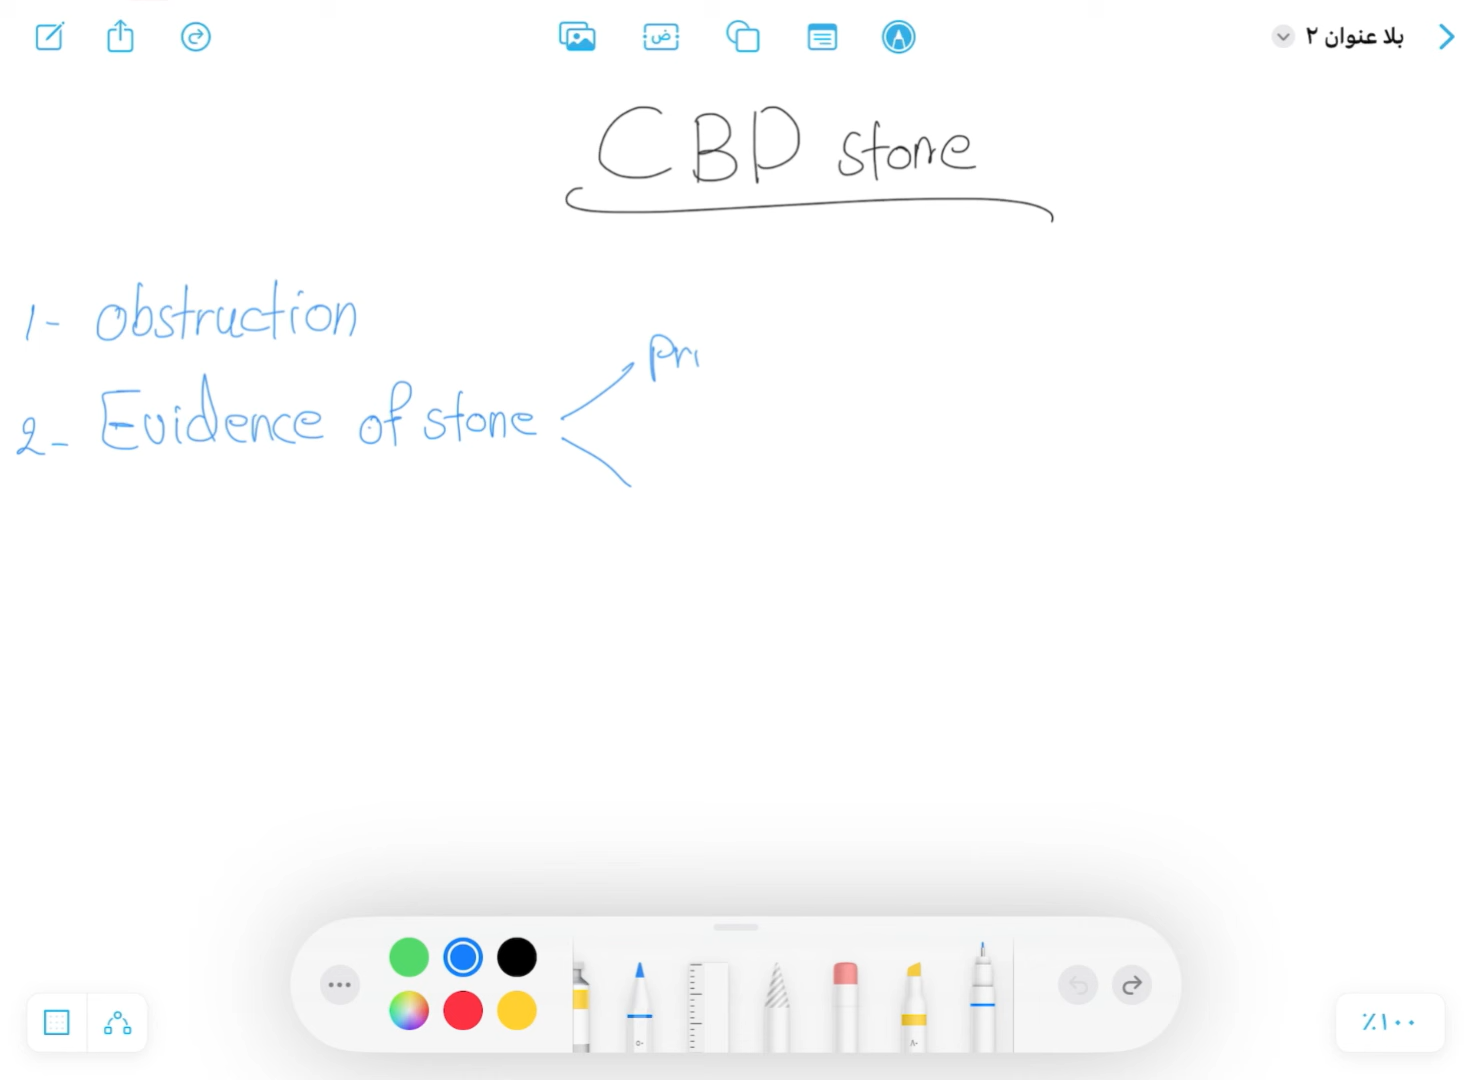 بلا عنوان ٢
ض
CBD stone
1- obstruction
pri
2- Evidence of stone
٪١٠٠